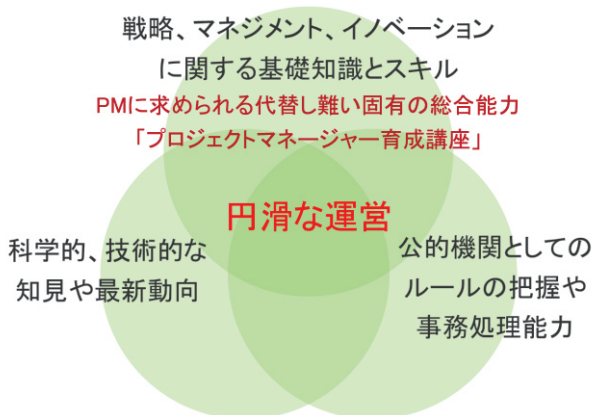 戦略、マネジメント、イノベーション
に関する基礎知識とスキル
PMに求められる代替し難い固有の総合能力
「プロジェクトマネージャー育成講座」
円滑な運営
科学的、技術的な
知見や最新動向
公的機関としての
ルールの把握や
事務処理能力